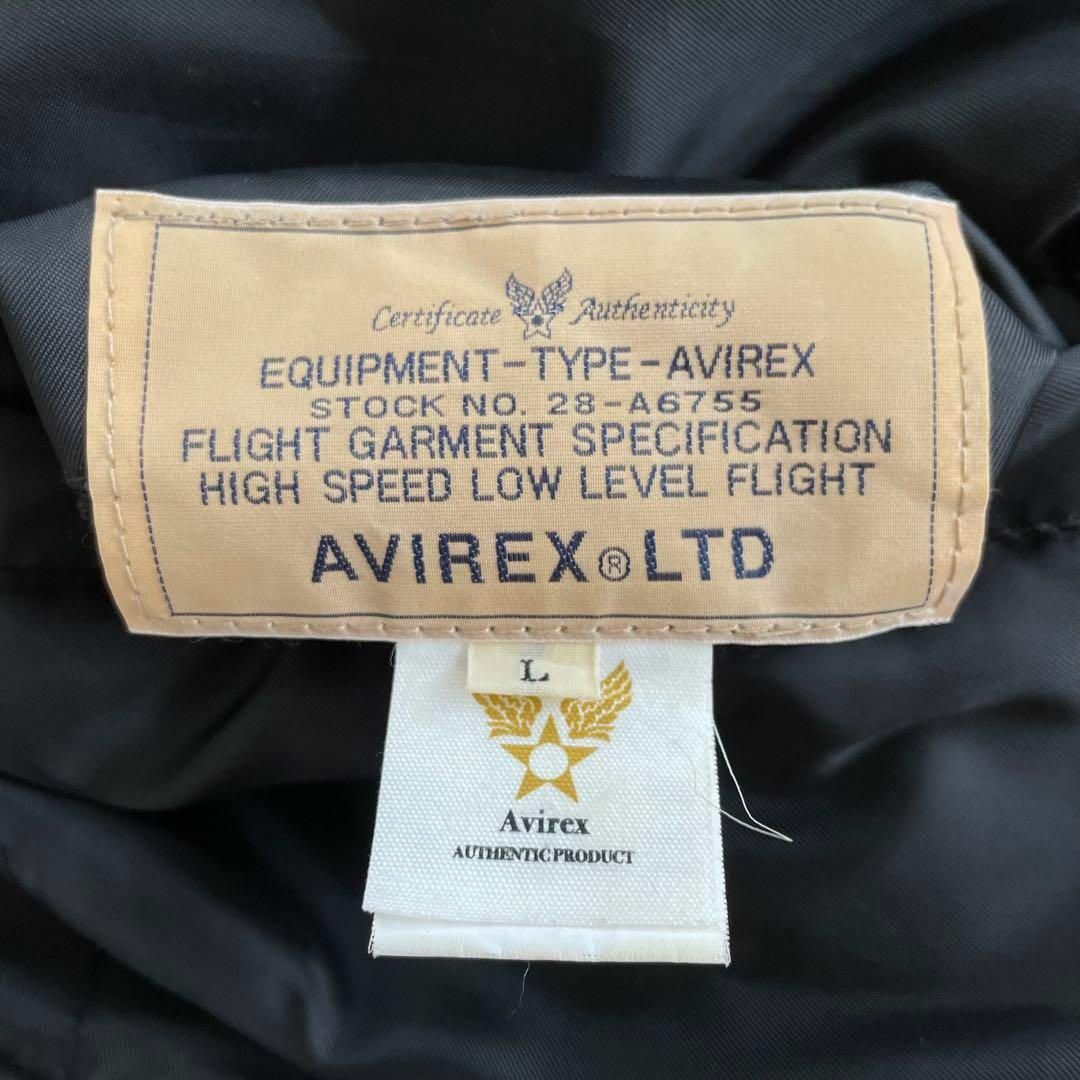 Certificate Authenticity
EQUIPMENT-TYPE-AVIREX
STOCK NO. 28-A6755
FLIGHT GARMENT SPECIFICATION
HIGH SPEED LOW LEVEL FLIGHT
AVIREX®LTD
L
Avirex
AUTHENTIC PRODUCT